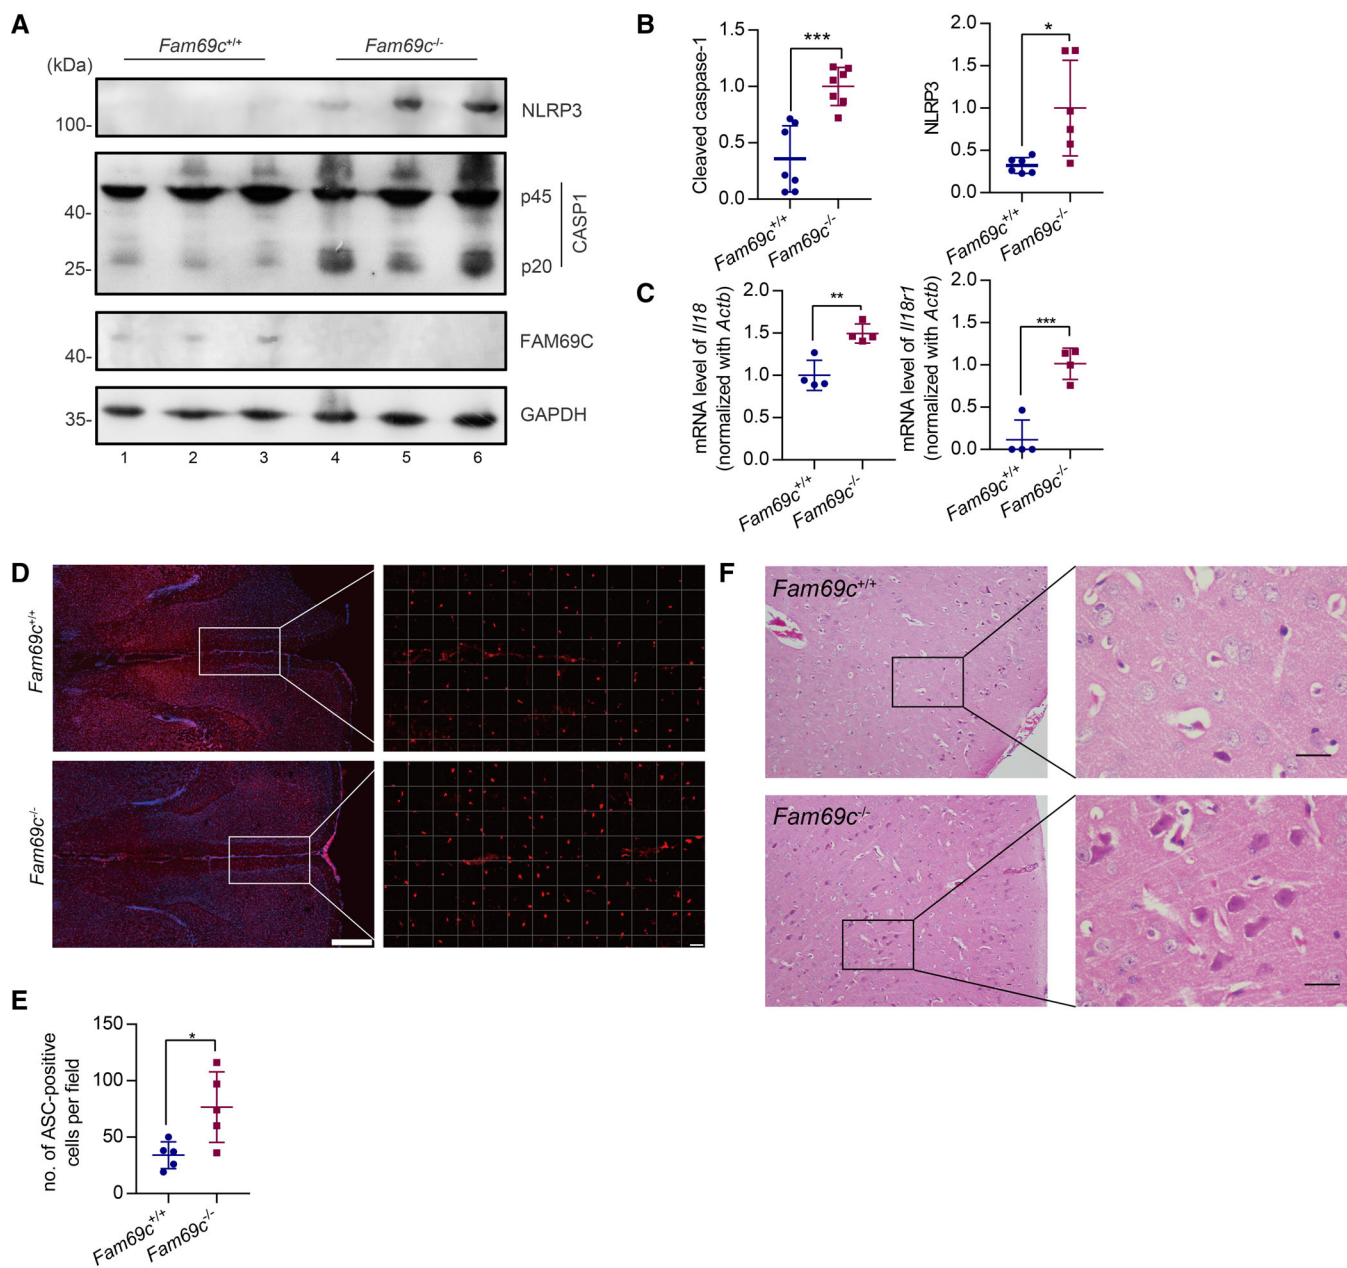 A
Fam69c+/+ Fam69c-/-
(kDa)
NLRP3
100-
p45
40-
CASP1
25- p20
FAM69C
40-
GAPDH
35-
1 2 3 4 5 6
B
Cleaved caspase-1
1.5
1.0
0.5
0.0
***
Fam69c+/+
Fam69c-/-
NLRP3
2.0
1.5
1.0
0.5
0.0
*
Fam69c+/+
Fam69c-/-
C
mRNA level of Il18
(normalized with Actb)
2.0
1.5
1.0
0.5
0.0
**
Fam69c+/+
Fam69c-/-
mRNA level of Il18r1
(normalized with Actb)
2.0
1.5
1.0
0.5
0.0
***
Fam69c+/+
Fam69c-/-
D
Fam69c+/+
Fam69c-/-
E
no. of ASC-positive
cells per field
150
100
50
0
*
Fam69c+/+
Fam69c-/-
F
Fam69c+/+
Fam69c-/-